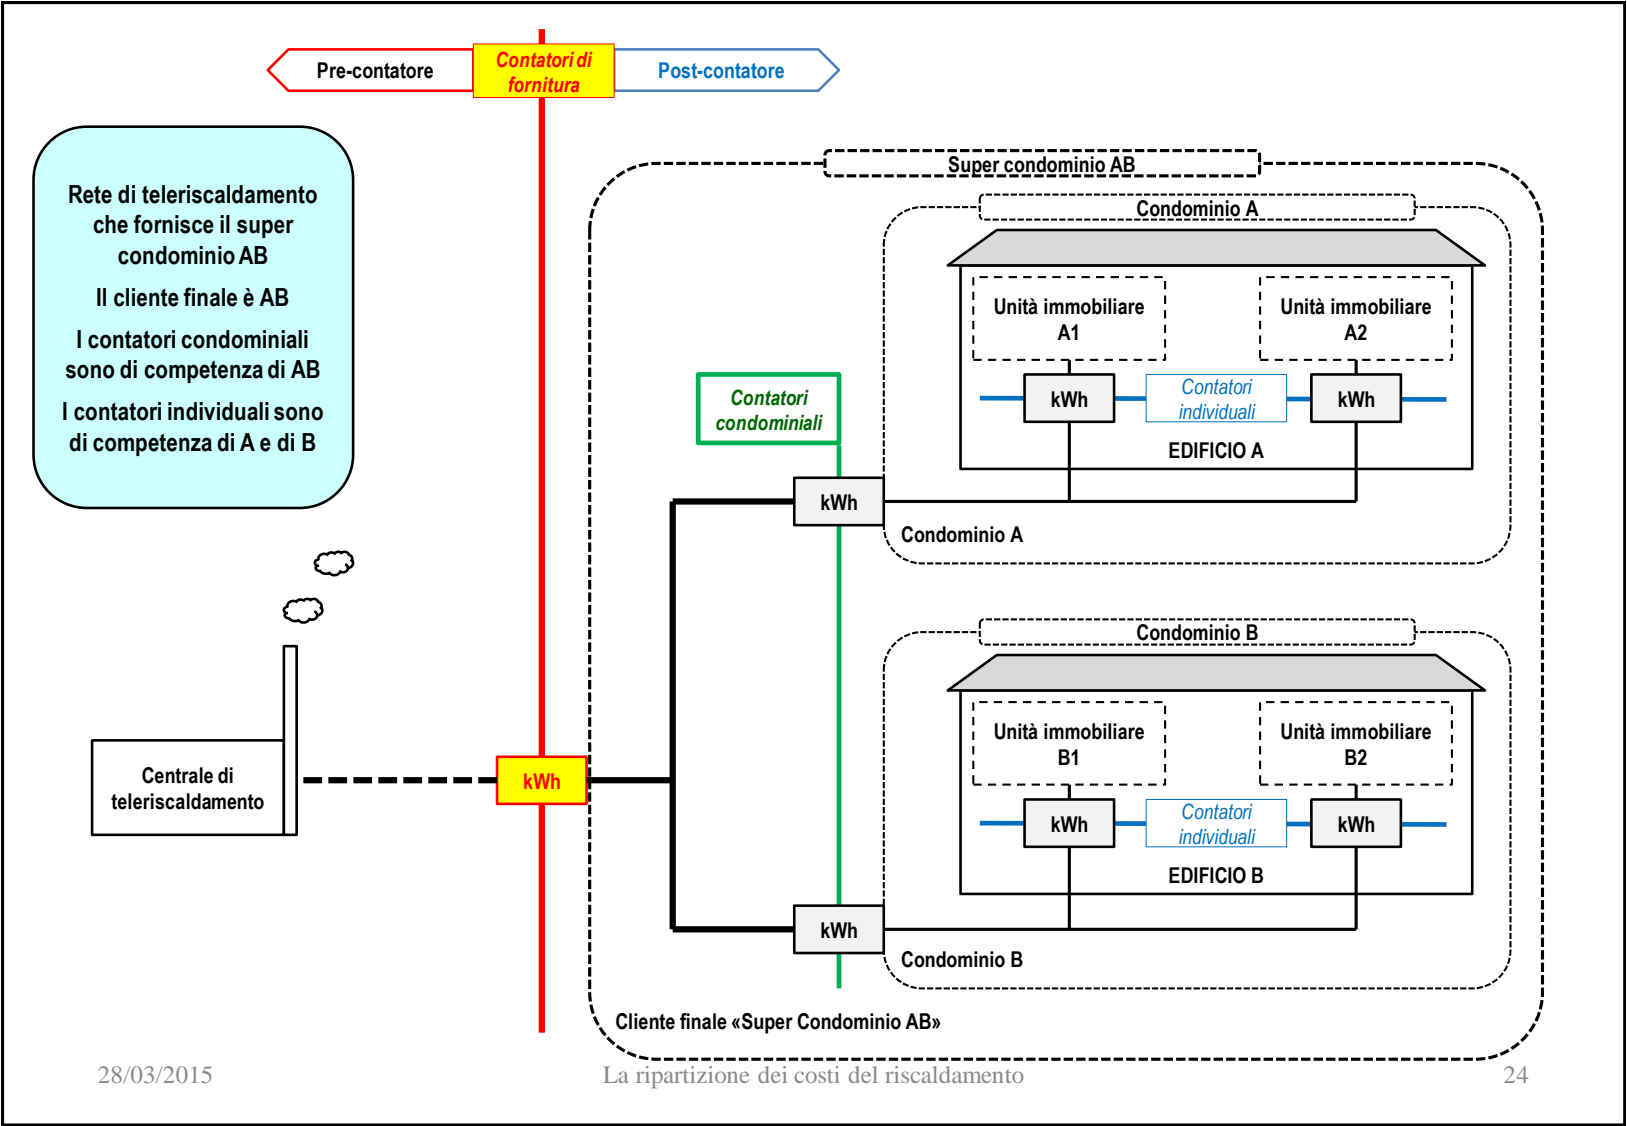 Pre-contatore
Contatori di
fornitura
Post-contatore
Rete di teleriscaldamento
che fornisce il super
condominio AB
Il cliente finale è AB
I contatori condominiali
sono di competenza di AB
I contatori individuali sono
di competenza di A e di B
Super condominio AB
Condominio A
Unità immobiliare
A1
Unità immobiliare
A2
kWh
Contatori
individuali
kWh
EDIFICIO A
Contatori
condominiali
kWh
Condominio A
Condominio B
Unità immobiliare
B1
Unità immobiliare
B2
kWh
Contatori
individuali
kWh
EDIFICIO B
Centrale di
teleriscaldamento
kWh
kWh
Condominio B
Cliente finale «Super Condominio AB»
28/03/2015
La ripartizione dei costi del riscaldamento
24